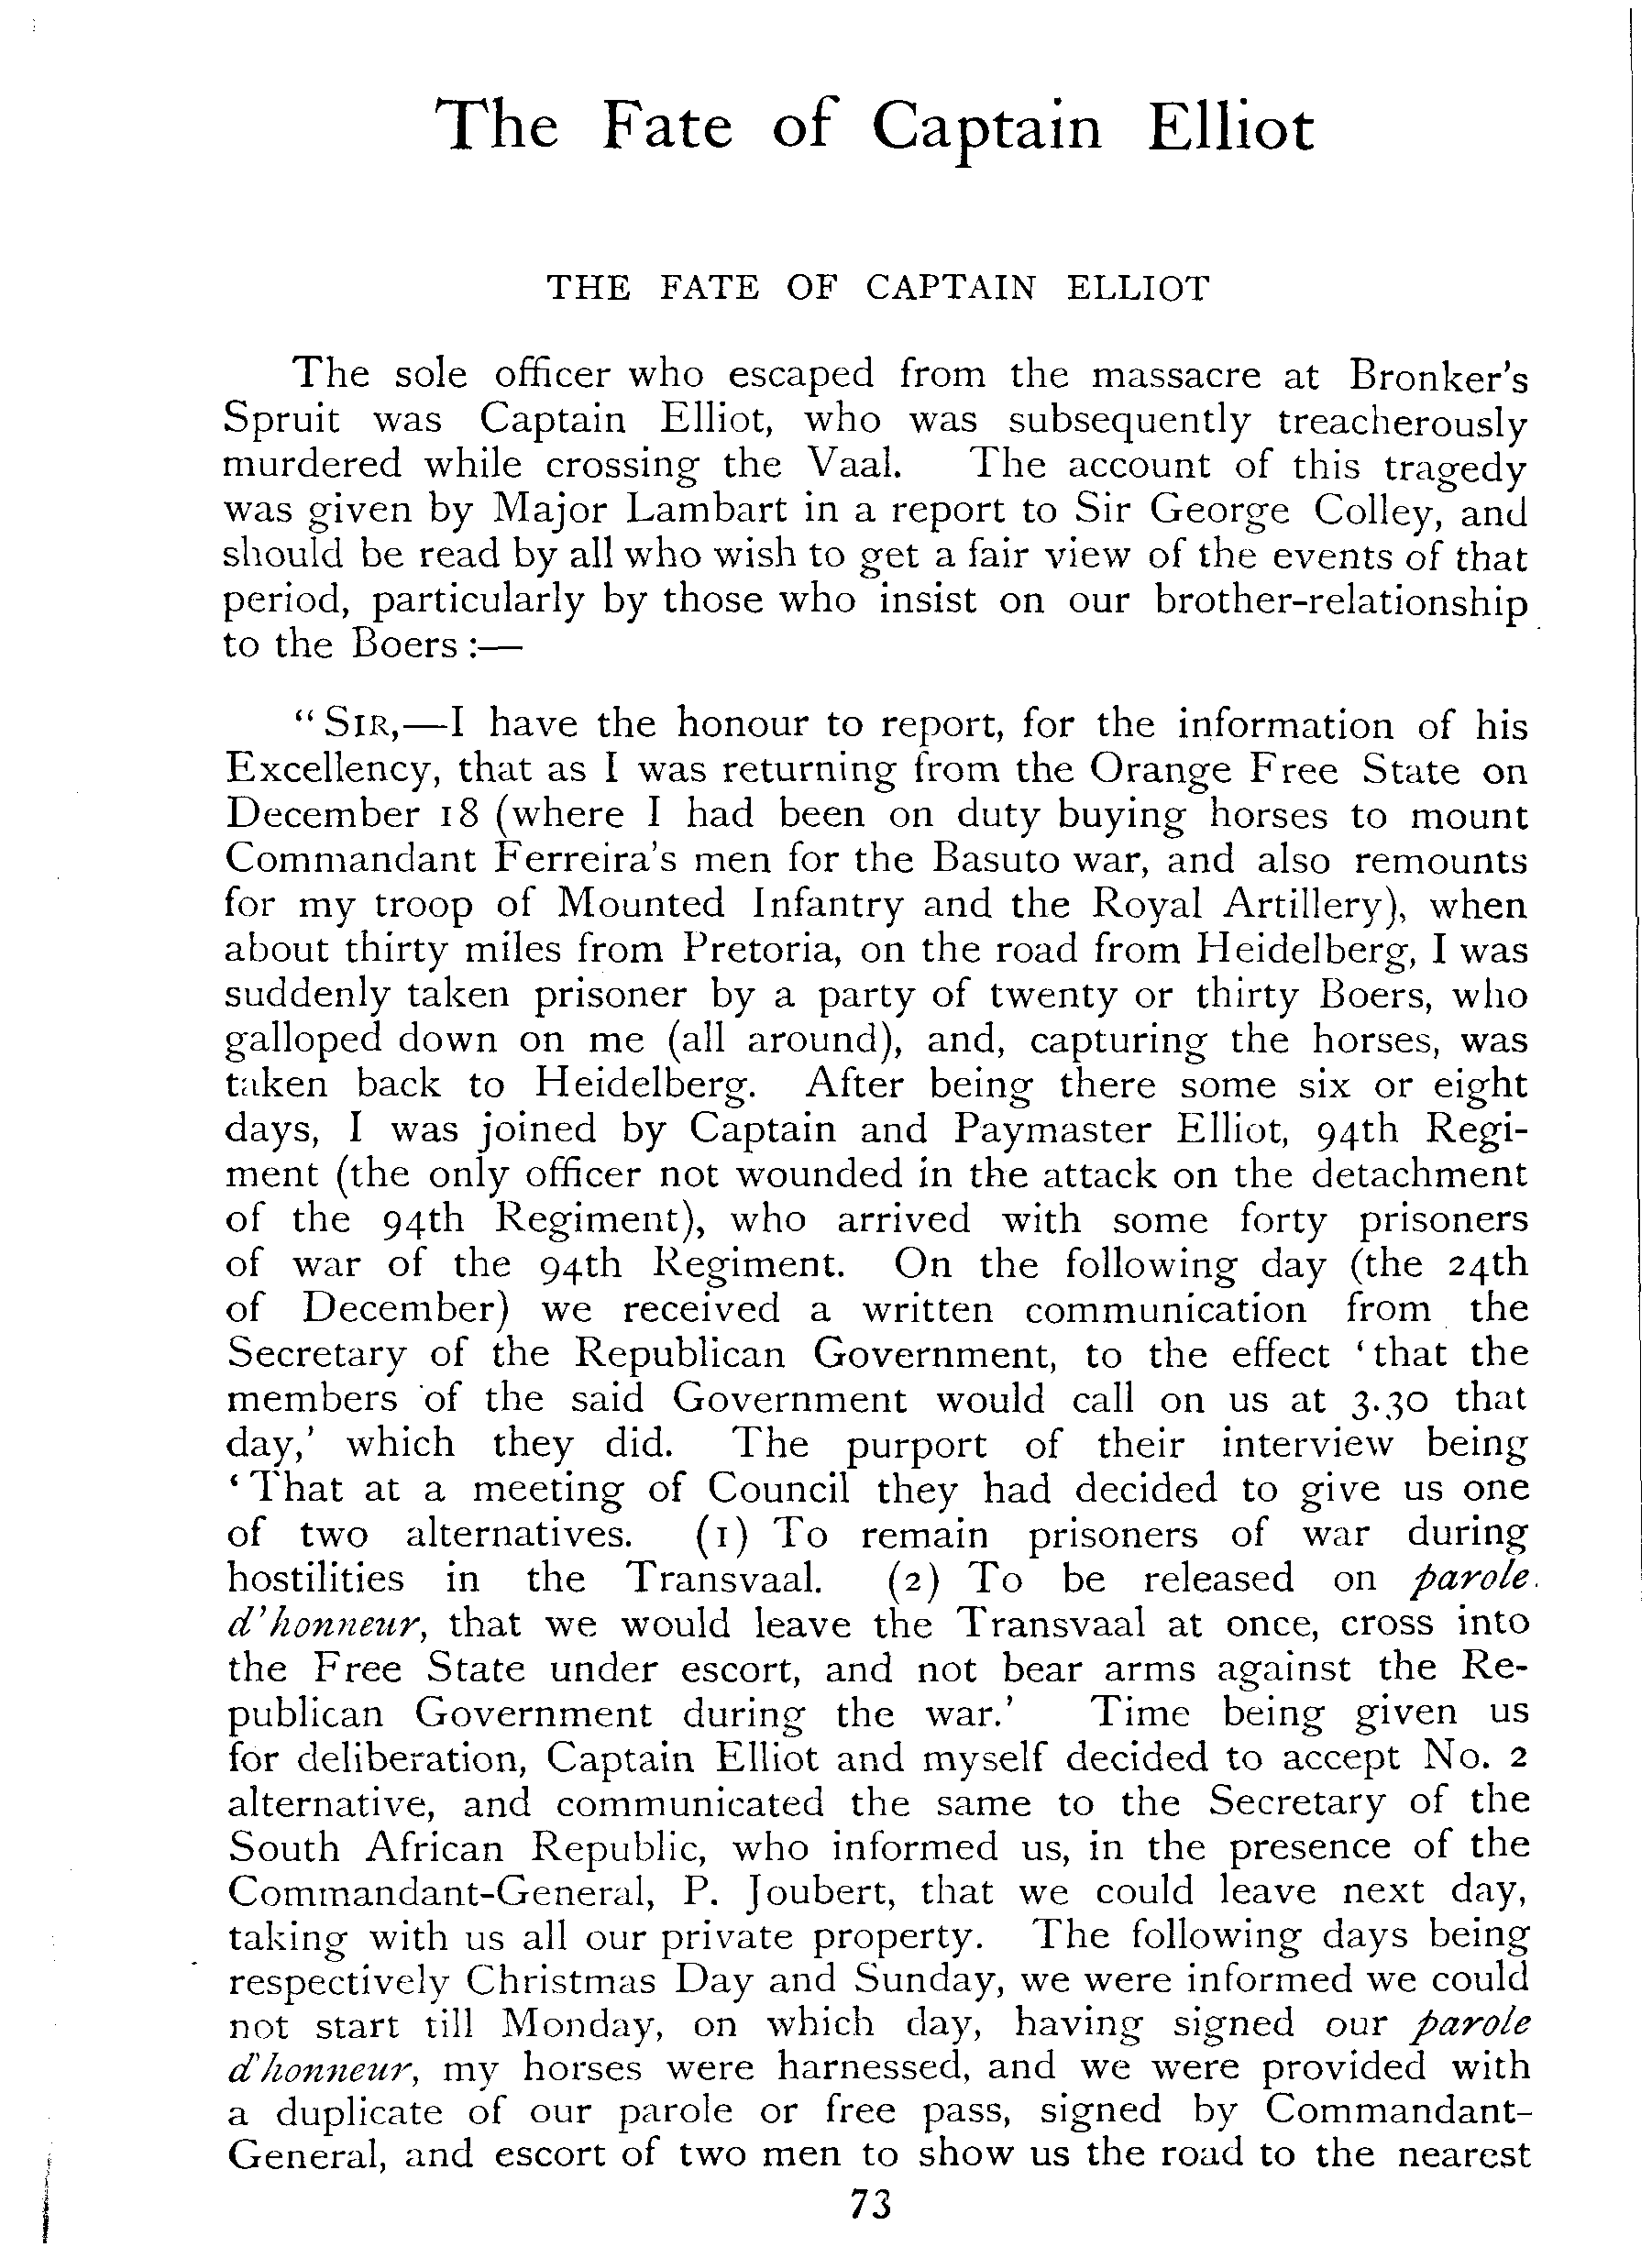 The Fate of Captain Elliot
THE FATE OF CAPTAIN ELLIOT
The sole officer who escaped from the massacre at Bronker's
Spruit was Captain Elliot, who was subsequently treacherously
murdered while crossing the Vaal. The account of this tragedy
was given by Major Lambart in a report to Sir George Colley, and
should be read by all who wish to get a fair view of the events of that
period, particularly by those who insist on our brother-relationship
to the Boers :—
“ SIR,—I have the honour to report, for the information of his
Excellency, that as I was returning from the Orange Free State on
December 18 (where I had been on duty buying horses to mount
Commandant Ferreira's men for the Basuto war, and also remounts
for my troop of Mounted Infantry and the Royal Artillery), when
about thirty miles from Pretoria, on the road from Heidelberg, I was
suddenly taken prisoner by a party of twenty or thirty Boers, who
galloped down on me (all around), and, capturing the horses, was
taken back to Heidelberg. After being there some six or eight
days, I was joined by Captain and Paymaster Elliot, 94th Regi-
ment (the only officer not wounded in the attack on the detachment
of the 94th Regiment), who arrived with some forty prisoners
of war of the 94th Regiment. On the following day (the 24th
of December) we received a written communication from the
Secretary of the Republican Government, to the effect ‘ that the
members of the said Government would call on us at 3.30 that
day,’ which they did. The purport of their interview being
‘ That at a meeting of Council they had decided to give us one
of two alternatives. (1) To remain prisoners of war during
hostilities in the Transvaal. (2) To be released on parole
d'honneur, that we would leave the Transvaal at once, cross into
the Free State under escort, and not bear arms against the Re-
publican Government during the war.’ Time being given us
for deliberation, Captain Elliot and myself decided to accept No. 2
alternative, and communicated the same to the Secretary of the
South African Republic, who informed us, in the presence of the
Commandant-General, P. Joubert, that we could leave next day,
taking with us all our private property. The following days being
respectively Christmas Day and Sunday, we were informed we could
not start till Monday, on which day, having signed our parole
d'honneur, my horses were harnessed, and we were provided with
a duplicate of our parole or free pass, signed by Commandant-
General, and escort of two men to show us the road to the nearest
73